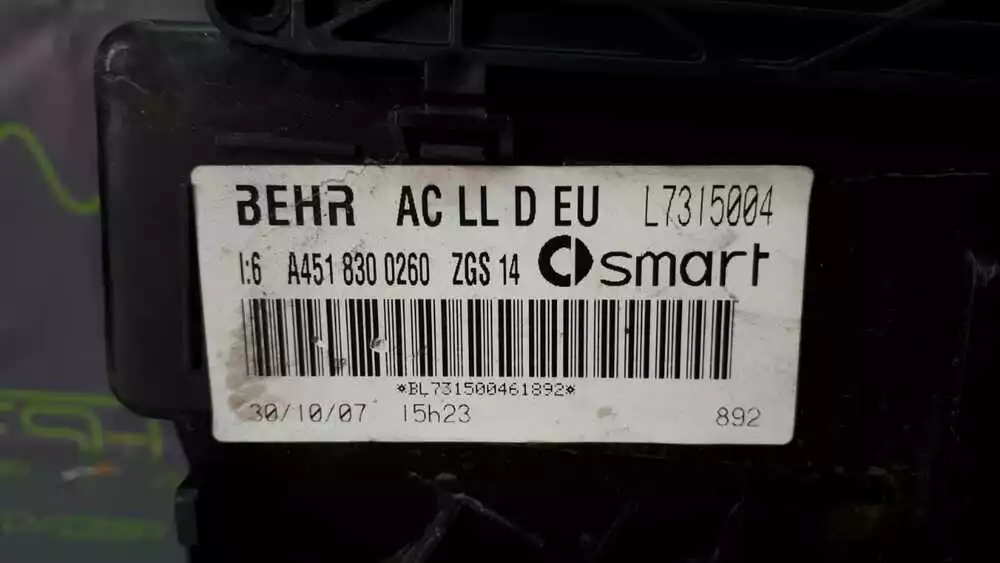 BEHR AC LL D EU L7315004
I:6 A451 830 0260 ZGS 14 smart
*BL731500461892*
30/10/07 15h23 892